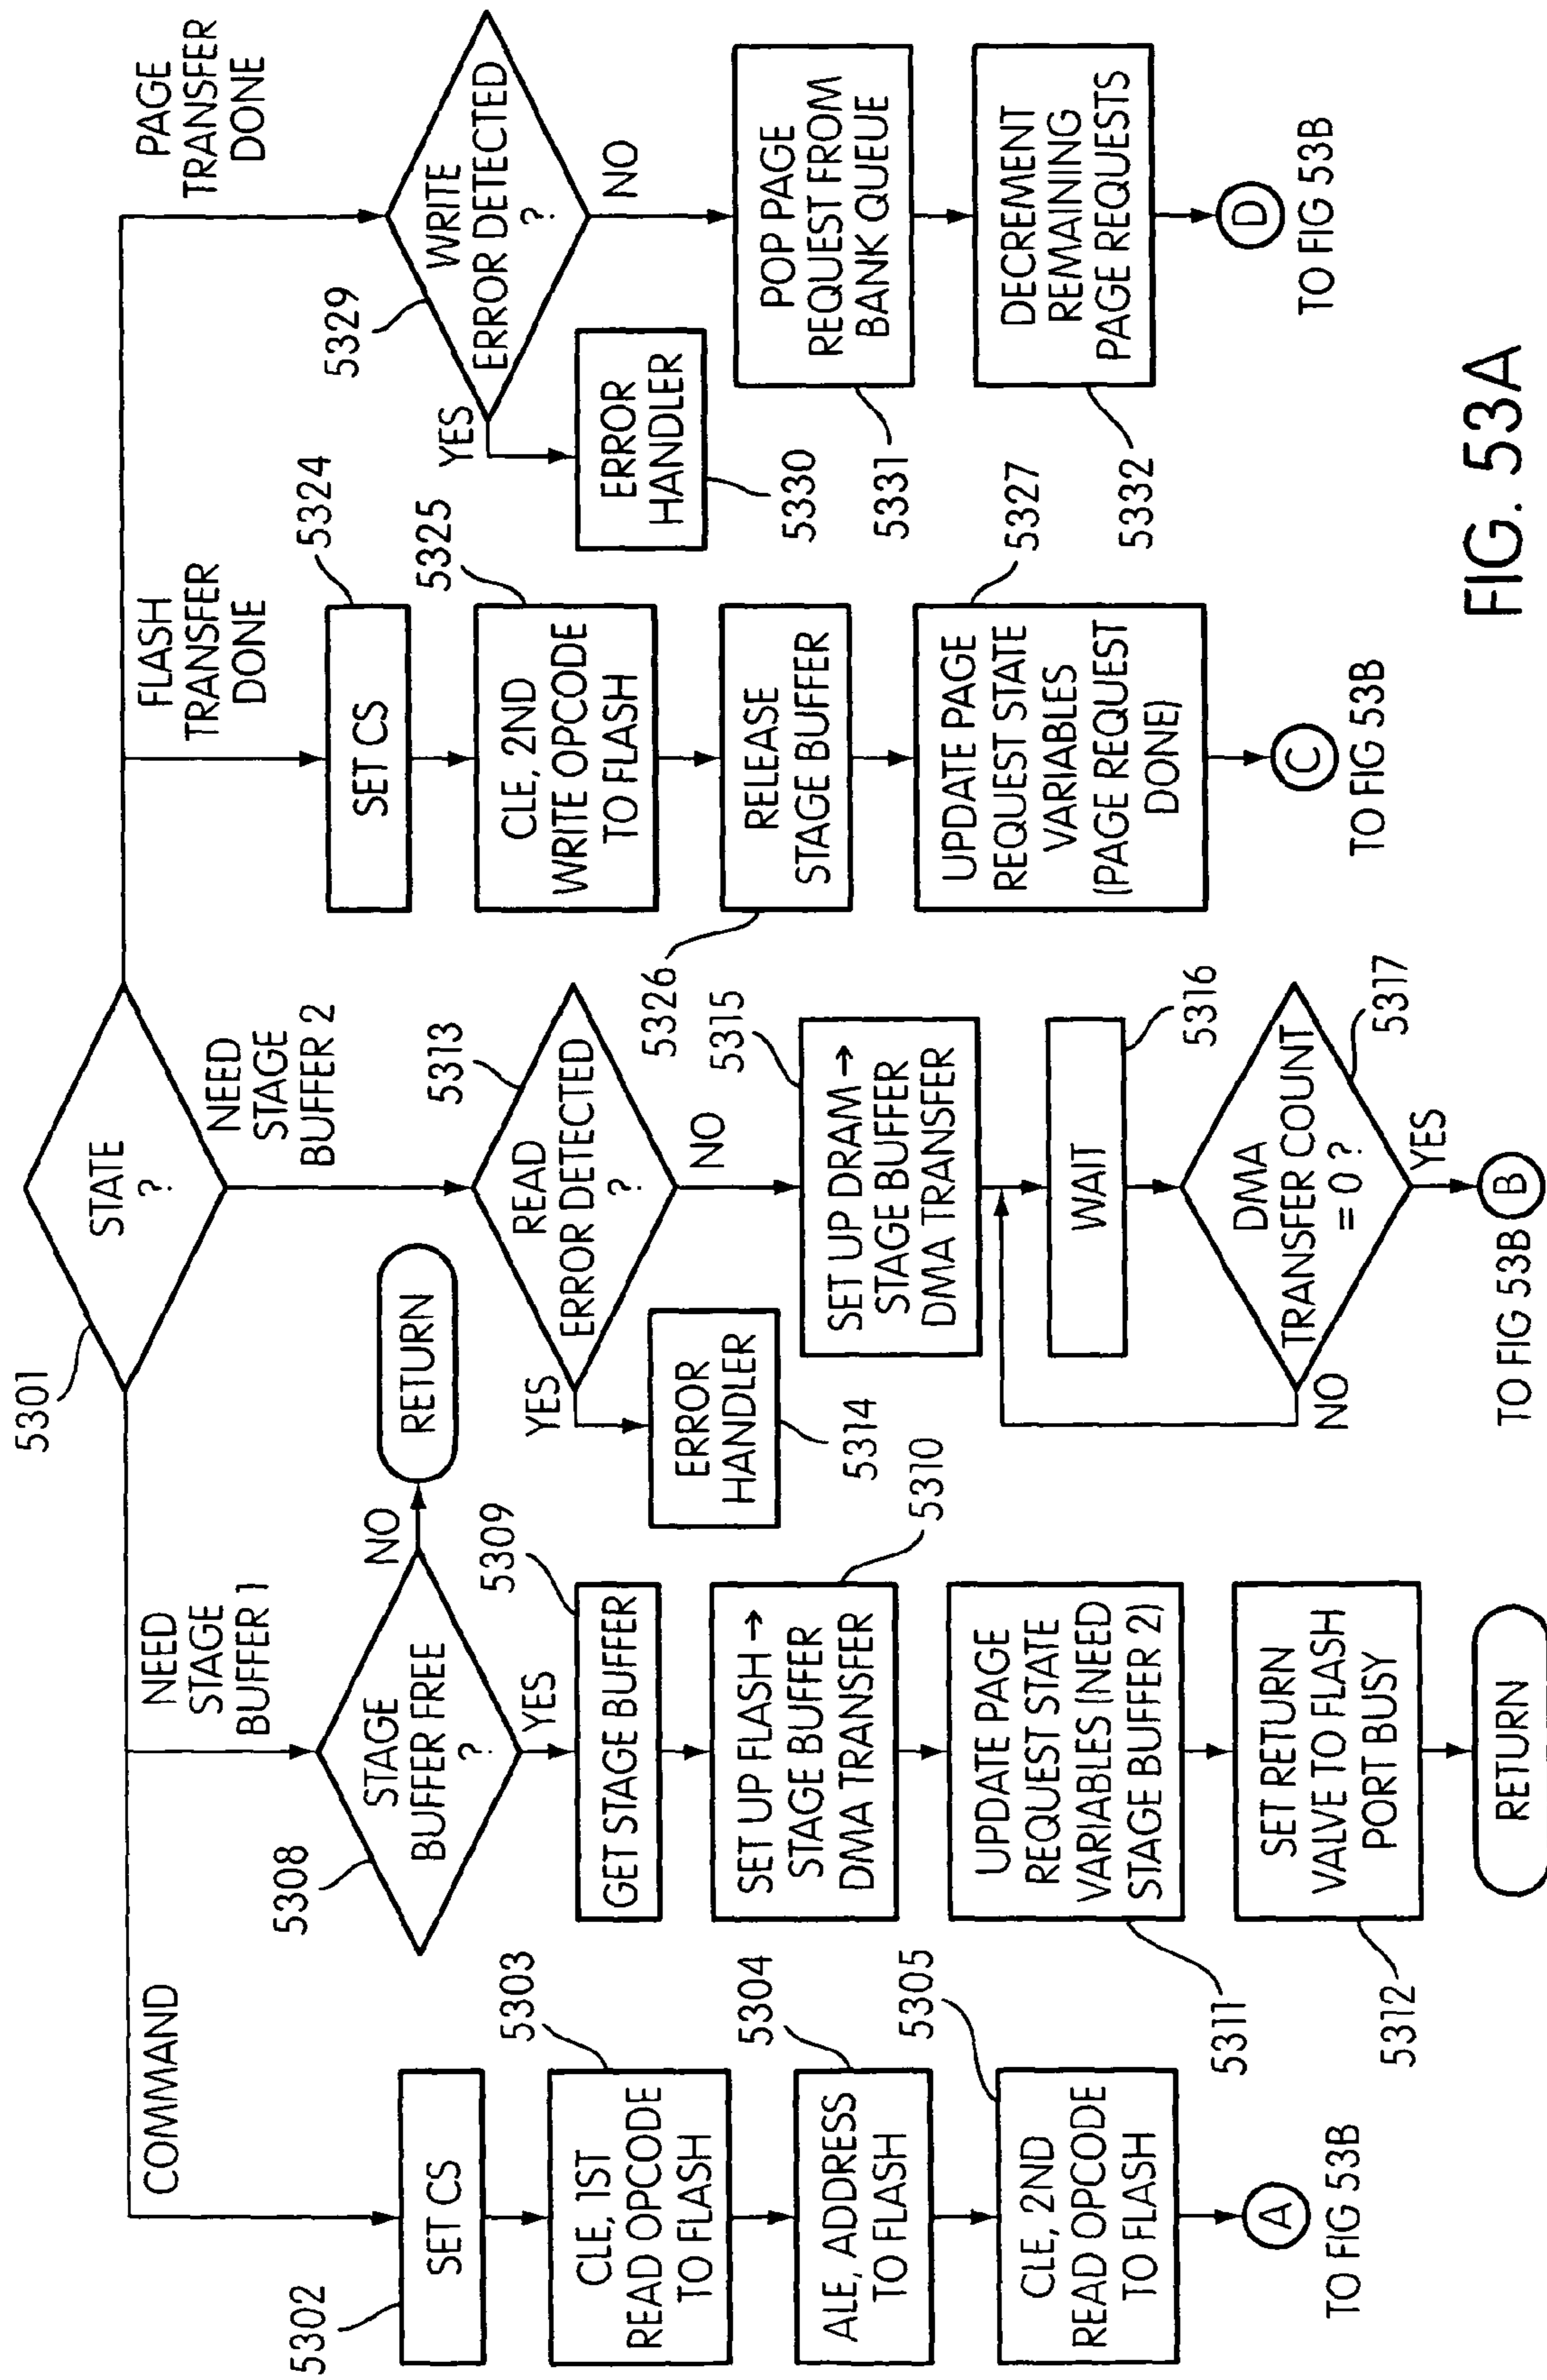 5301
STATE
?
COMMAND
5302
SET CS
5303
CLE, 1ST
READ OPCODE
TO FLASH
5304
ALE, ADDRESS
TO FLASH
5305
CLE, 2ND
READ OPCODE
TO FLASH
A
TO FIG 53B
NEED
STAGE
BUFFER 1
5308
STAGE
BUFFER FREE
?
NO
RETURN
YES
5309
GET STAGE BUFFER
5310
SET UP FLASH →
STAGE BUFFER
DMA TRANSFER
5311
UPDATE PAGE
REQUEST STATE
VARIABLES (NEED
STAGE BUFFER 2)
5312
SET RETURN
VALVE TO FLASH
PORT BUSY
RETURN
NEED
STAGE
BUFFER 2
5313
READ
ERROR DETECTED
?
YES
ERROR
HANDLER
5314
NO
5315
SET UP DRAM →
STAGE BUFFER
DMA TRANSFER
5316
WAIT
5317
DMA
TRANSFER COUNT
= 0 ?
NO
YES
TO FIG 53B B
FLASH
TRANSFER
DONE
5324
SET CS
5325
CLE, 2ND
WRITE OPCODE
TO FLASH
5326
RELEASE
STAGE BUFFER
5327
UPDATE PAGE
REQUEST STATE
VARIABLES
(PAGE REQUEST
DONE)
C
TO FIG 53B
PAGE
TRANSFER
DONE
5329
WRITE
ERROR DETECTED
?
YES
ERROR
HANDLER
5330
NO
5331
POP PAGE
REQUEST FROM
BANK QUEUE
5332
DECREMENT
REMAINING
PAGE REQUESTS
D
TO FIG 53B
FIG. 53A